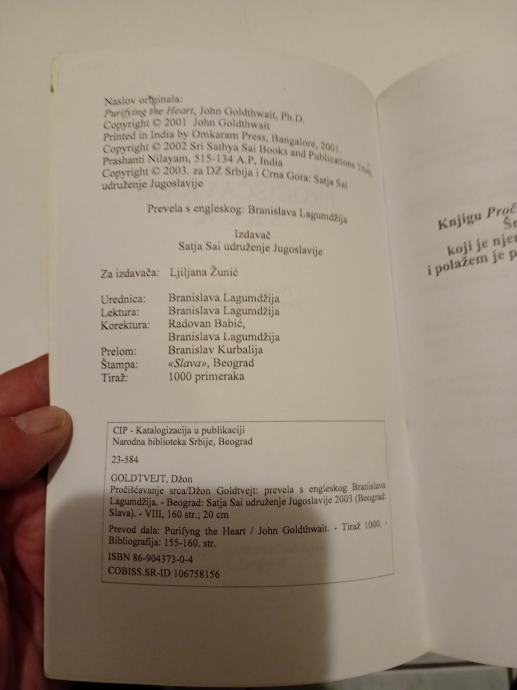 Naslov originala:
Purifying the Heart, John Goldthwait, Ph.D.
Copyright © 2001 John Goldthwait
Printed in India by Omkaram Press, Bangalore, 2001.
Copyright © 2002 Sri Sathya Sai Books and Publications Trust,
Prashanti Nilayam, 515-134 A.P, India
Copyright © 2003. za DZ Srbija i Crna Gora: Satja Sai
udruženje Jugoslavije
Prevela s engleskog: Branislava Lagumdžija
Izdavač
Satja Sai udruženje Jugoslavije
Za izdavača: Ljiljana Žunić
Urednica: Branislava Lagumdžija
Lektura: Branislava Lagumdžija
Korektura: Radovan Babić,
Branislava Lagumdžija
Prelom: Branislav Kurbalija
Štampa: «Slava», Beograd
Tiraž: 1000 primeraka
CIP - Katalogizacija u publikaciji
Narodna biblioteka Srbije, Beograd
23-584
GOLDTVEJT, Džon
Pročišćavanje srca/Džon Goldtvejt: prevela s engleskog Branislava
Lagumdžija. - Beograd: Satja Sai udruženje Jugoslavije 2003 (Beograd:
Slava). - VIII, 160 str.; 20 cm
Prevod dala: Purifyng the Heart / John Goldthwait. - Tiraž 1000. -
Bibliografija: 155-160. str.
ISBN 86-904373-0-4
COBISS.SR-ID 106758156
Knjigu
koji je
i polažem je